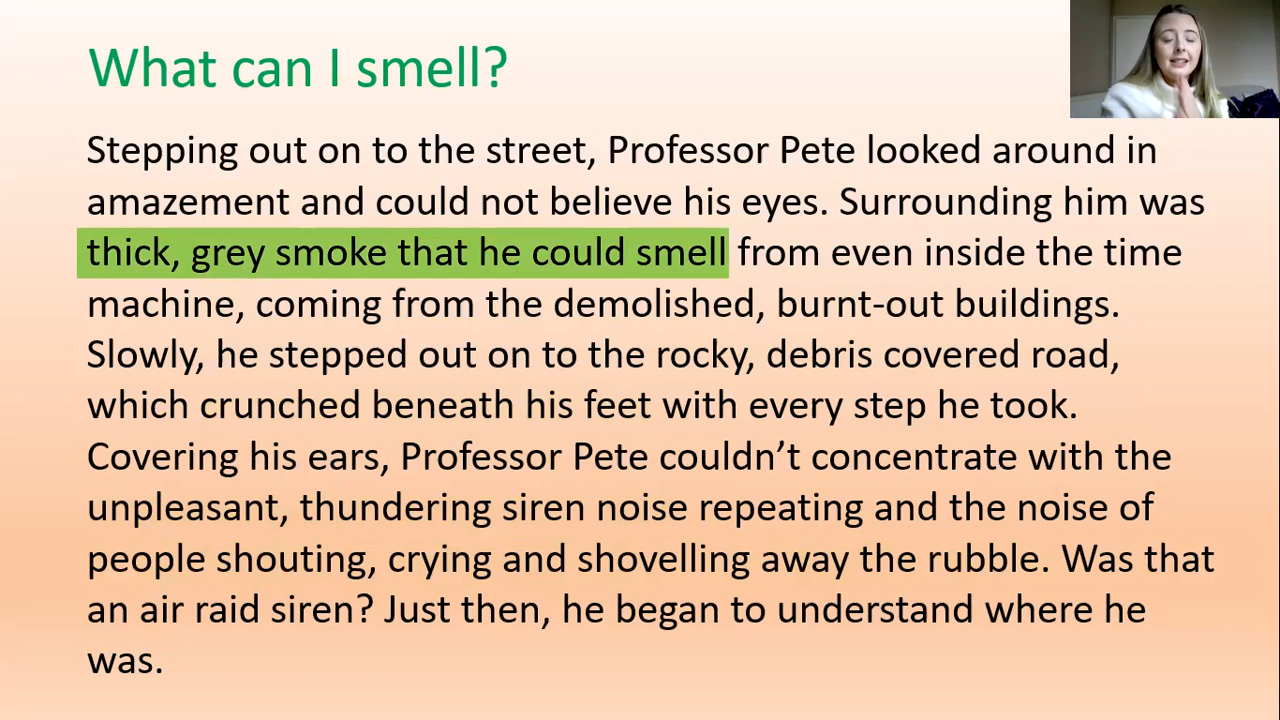 What can I smell?
Stepping out on to the street, Professor Pete looked around in
amazement and could not believe his eyes. Surrounding him was
thick, grey smoke that he could smell from even inside the time
machine, coming from the demolished, burnt-out buildings.
Slowly, he stepped out on to the rocky, debris covered road,
which crunched beneath his feet with every step he took.
Covering his ears, Professor Pete couldn’t concentrate with the
unpleasant, thundering siren noise repeating and the noise of
people shouting, crying and shovelling away the rubble. Was that
an air raid siren? Just then, he began to understand where he
was.